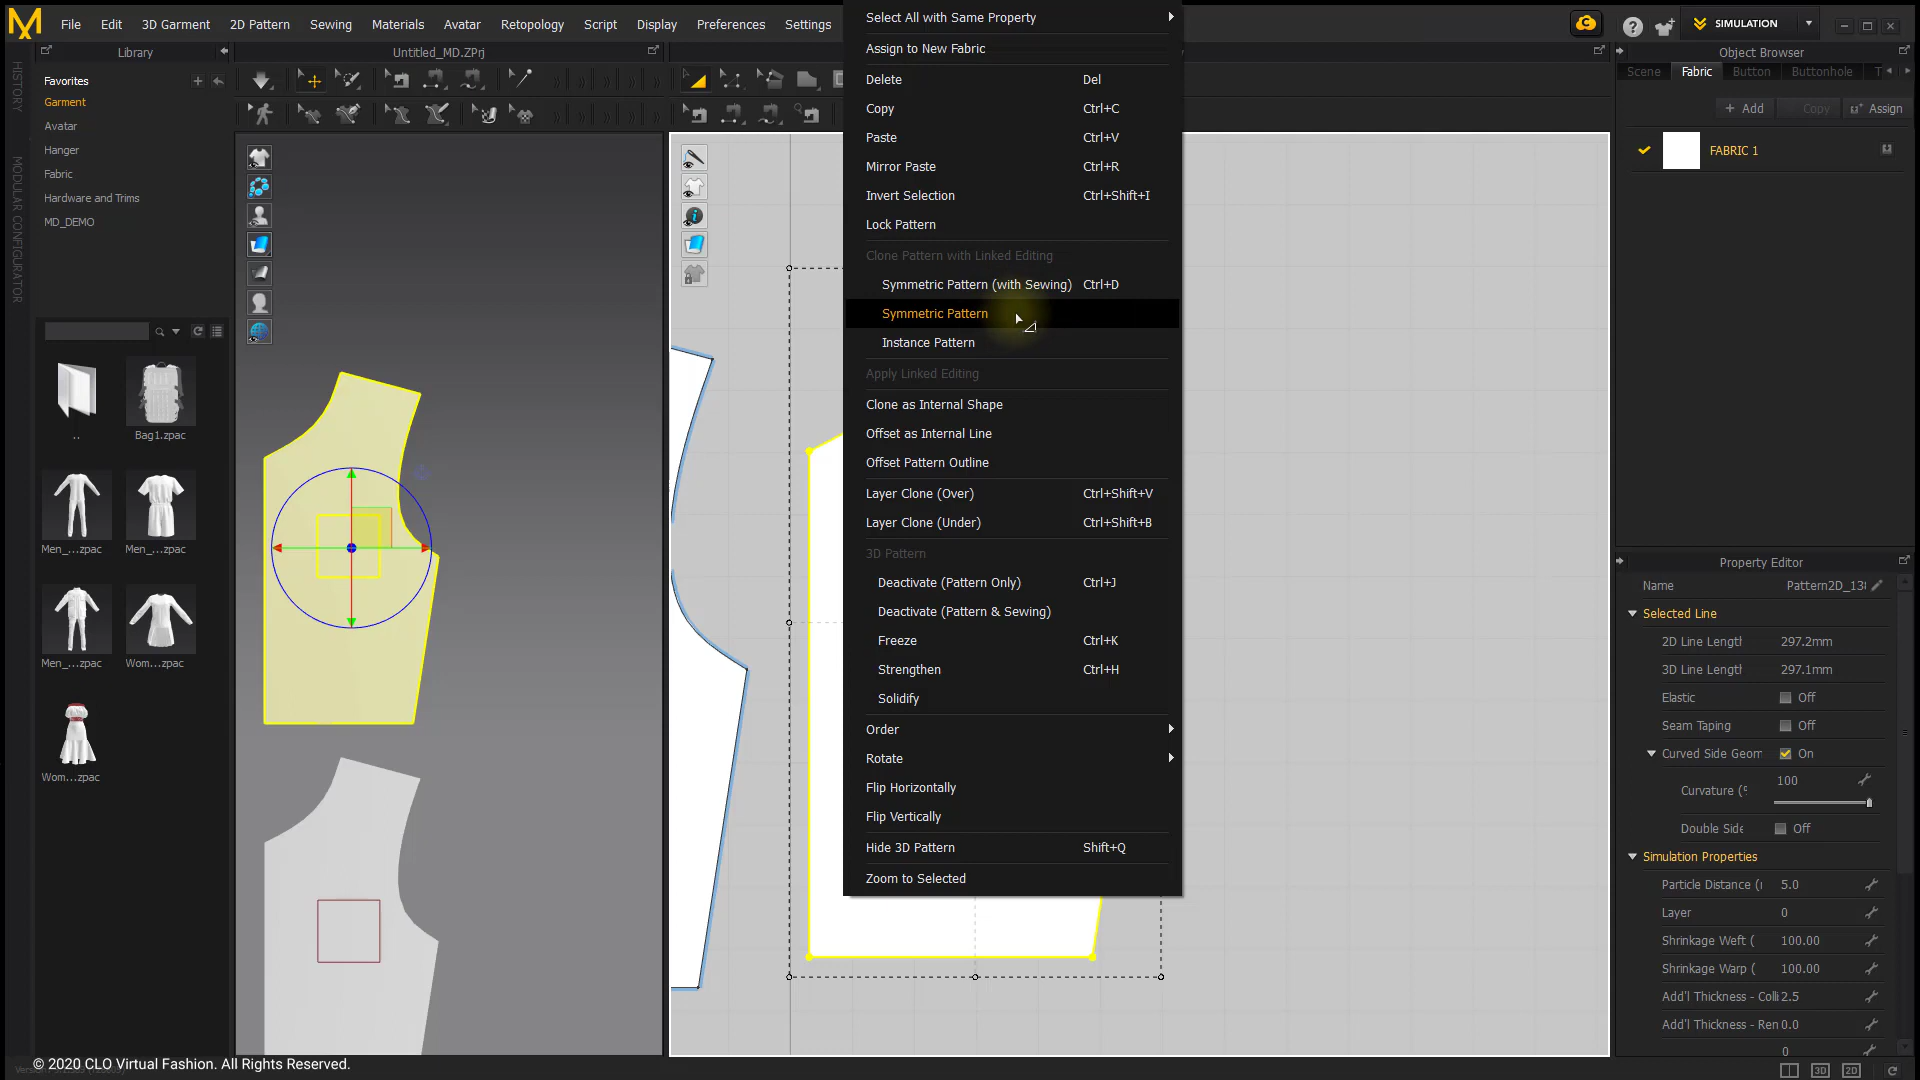 File Edit 3D Garment 2D Pattern Sewing Materials Avatar Retopology Script Display Preferences Settings
SIMULATION
Library
Untitled_MD.ZPrj
Object Browser
HISTORY
MODULAR CONFIGURATOR
Favorites
Garment
Avatar
Hanger
Fabric
Hardware and Trims
MD_DEMO
..
Bag1.zpac
Men_...zpac
Men_...zpac
Men_...zpac
Wom...zpac
Wom...zpac
Select All with Same Property
Assign to New Fabric
Delete Del
Copy Ctrl+C
Paste Ctrl+V
Mirror Paste Ctrl+R
Invert Selection Ctrl+Shift+I
Lock Pattern
Clone Pattern with Linked Editing
Symmetric Pattern (with Sewing) Ctrl+D
Symmetric Pattern
Instance Pattern
Apply Linked Editing
Clone as Internal Shape
Offset as Internal Line
Offset Pattern Outline
Layer Clone (Over) Ctrl+Shift+V
Layer Clone (Under) Ctrl+Shift+B
3D Pattern
Deactivate (Pattern Only) Ctrl+J
Deactivate (Pattern & Sewing)
Freeze Ctrl+K
Strengthen Ctrl+H
Solidify
Order
Rotate
Flip Horizontally
Flip Vertically
Hide 3D Pattern Shift+Q
Zoom to Selected
Scene Fabric Button Buttonhole T
+ Add Copy Assign
FABRIC 1
Property Editor
Name Pattern2D_13
Selected Line
2D Line Length 297.2mm
3D Line Length 297.1mm
Elastic Off
Seam Taping Off
Curved Side Geom On
Curvature (% 100
Double Side Off
Simulation Properties
Particle Distance (r 5.0
Layer 0
Shrinkage Weft ( 100.00
Shrinkage Warp ( 100.00
Add'l Thickness - Colli 2.5
Add'l Thickness - Ren 0.0
0
© 2020 CLO Virtual Fashion. All Rights Reserved.
3D 2D